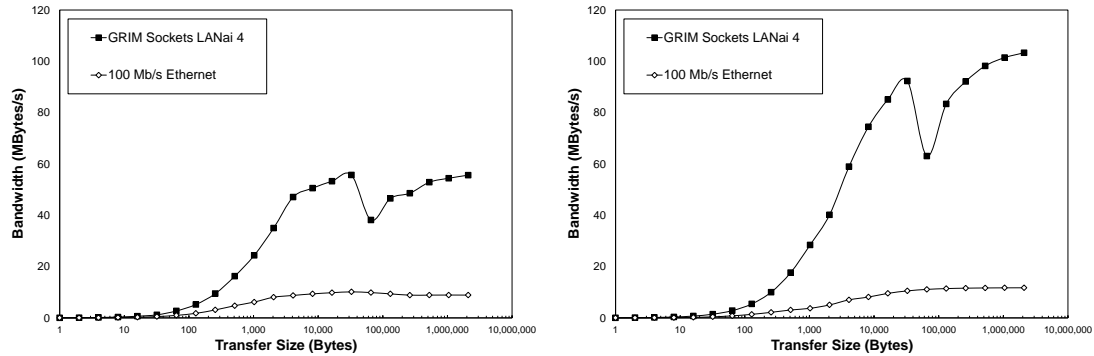 120
100
80
60
40
20
0
Bandwidth (MBytes/s)
GRIM Sockets LANai 4
100 Mb/s Ethernet
1 10 100 1,000 10,000 100,000 1,000,000 10,000,000
Transfer Size (Bytes)
120
100
80
60
40
20
0
Bandwidth (MBytes/s)
GRIM Sockets LANai 4
100 Mb/s Ethernet
1 10 100 1,000 10,000 100,000 1,000,000 10,000,000
Transfer Size (Bytes)